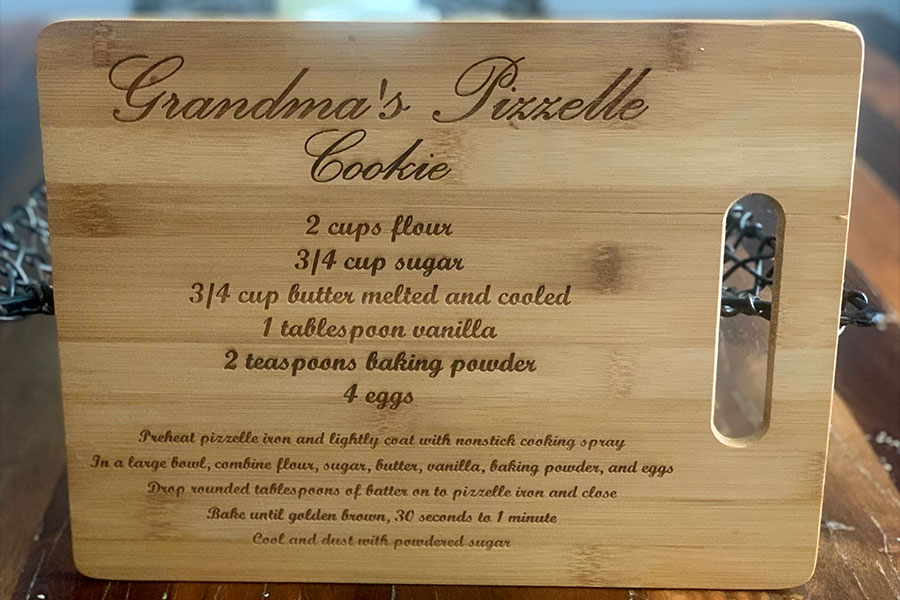 Grandma's Pizzelle
Cookie
2 cups flour
3/4 cup sugar
3/4 cup butter melted and cooled
1 tablespoon vanilla
2 teaspoons baking powder
4 eggs
Preheat pizzelle iron and lightly coat with nonstick cooking spray
In a large bowl, combine flour, sugar, butter, vanilla, baking powder, and eggs
Drop rounded tablespoons of batter on to pizzelle iron and close
Bake until golden brown, 30 seconds to 1 minute
Cool and dust with powdered sugar